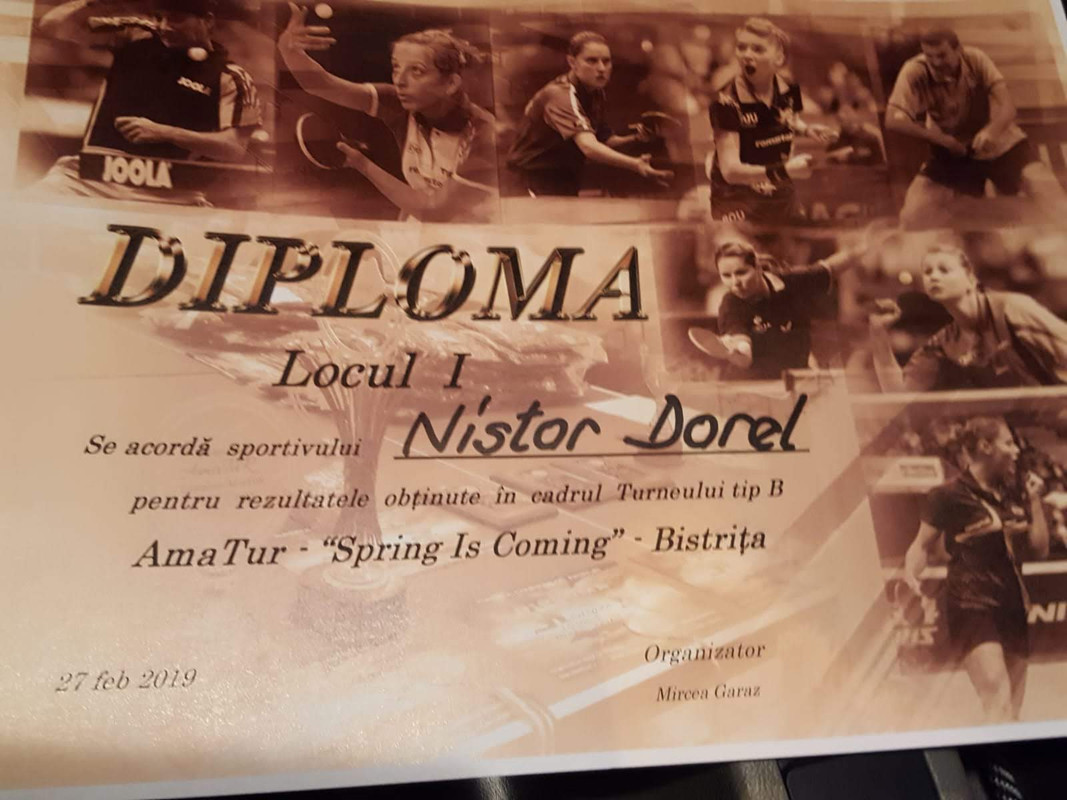 JOOLA
JOOLA
DIPLOMA
Locul I
Se acordă sportivului Nistor Dorel
pentru rezultatele obținute în cadrul Turneului tip B
AmaTur - “Spring Is Coming” - Bistrița
Organizator
27 feb 2019
Mircea Garaz